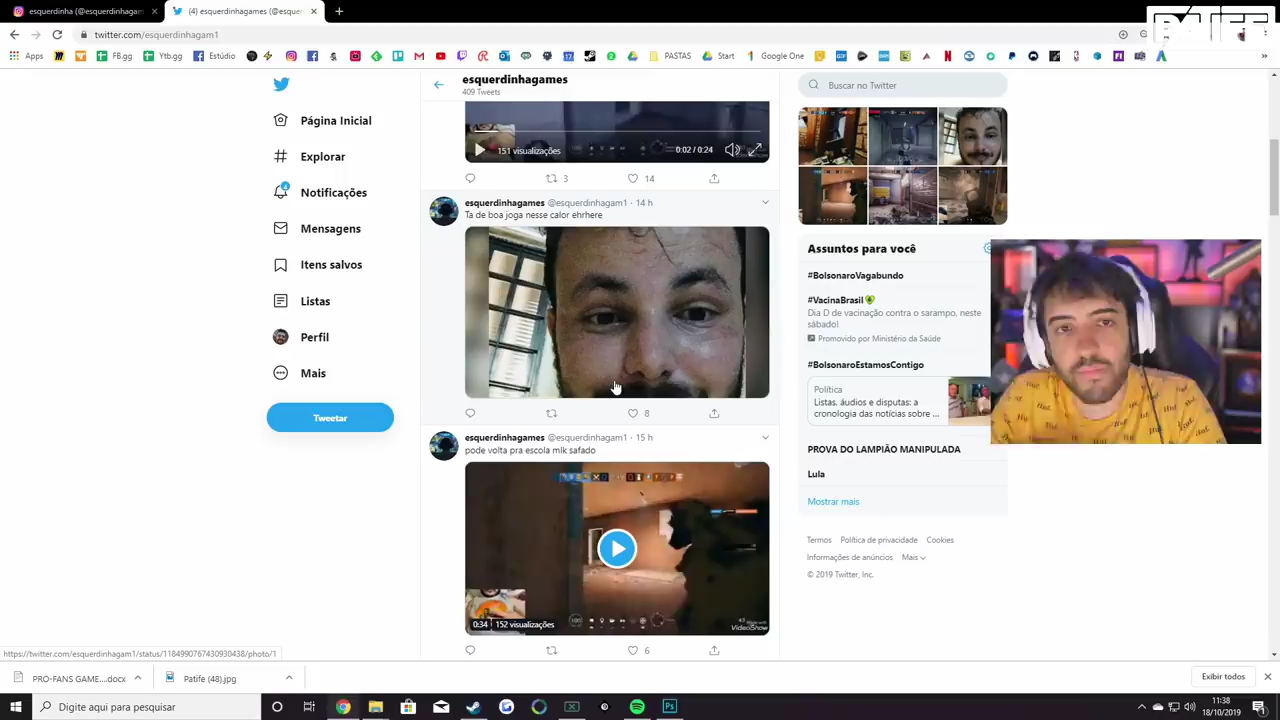 esquerdinha (@esquerdinhagam
(4) esquerdinhagames (@esquer
PATIFF
twitter.com/esquerdinhagam1
Apps
FB.gg
Ytb.gg
Estúdio
PASTAS
Start
Google One
Página Inicial
Explorar
4
Notificações
Mensagens
Itens salvos
Listas
Perfil
Mais
Tweetar
esquerdinhagames
409 Tweets
151 visualizações
0:02 / 0:24
3
14
esquerdinhagames @esquerdinhagam1 · 14 h
Ta de boa joga nesse calor ehrhere
8
esquerdinhagames @esquerdinhagam1 · 15 h
pode volta pra escola mlk safado
0:34
152 visualizações
Made with
VideoShow
6
Buscar no Twitter
Assuntos para você
#BolsonaroVagabundo
#VacinaBrasil
Dia D de vacinação contra o sarampo, neste
sábado!
Promovido por Ministério da Saúde
#BolsonaroEstamosContigo
Política
Listas, áudios e disputas: a
cronologia das notícias sobre ...
PROVA DO LAMPIÃO MANIPULADA
Lula
Mostrar mais
Termos Política de privacidade Cookies
Informações de anúncios Mais
© 2019 Twitter, Inc.
https://twitter.com/esquerdinhagam1/status/1184990767430930438/photo/1
PRO-FANS GAME....docx
Patife (48).jpg
Exibir todos
Digite aqui para pesquisar
11:38
18/10/2019